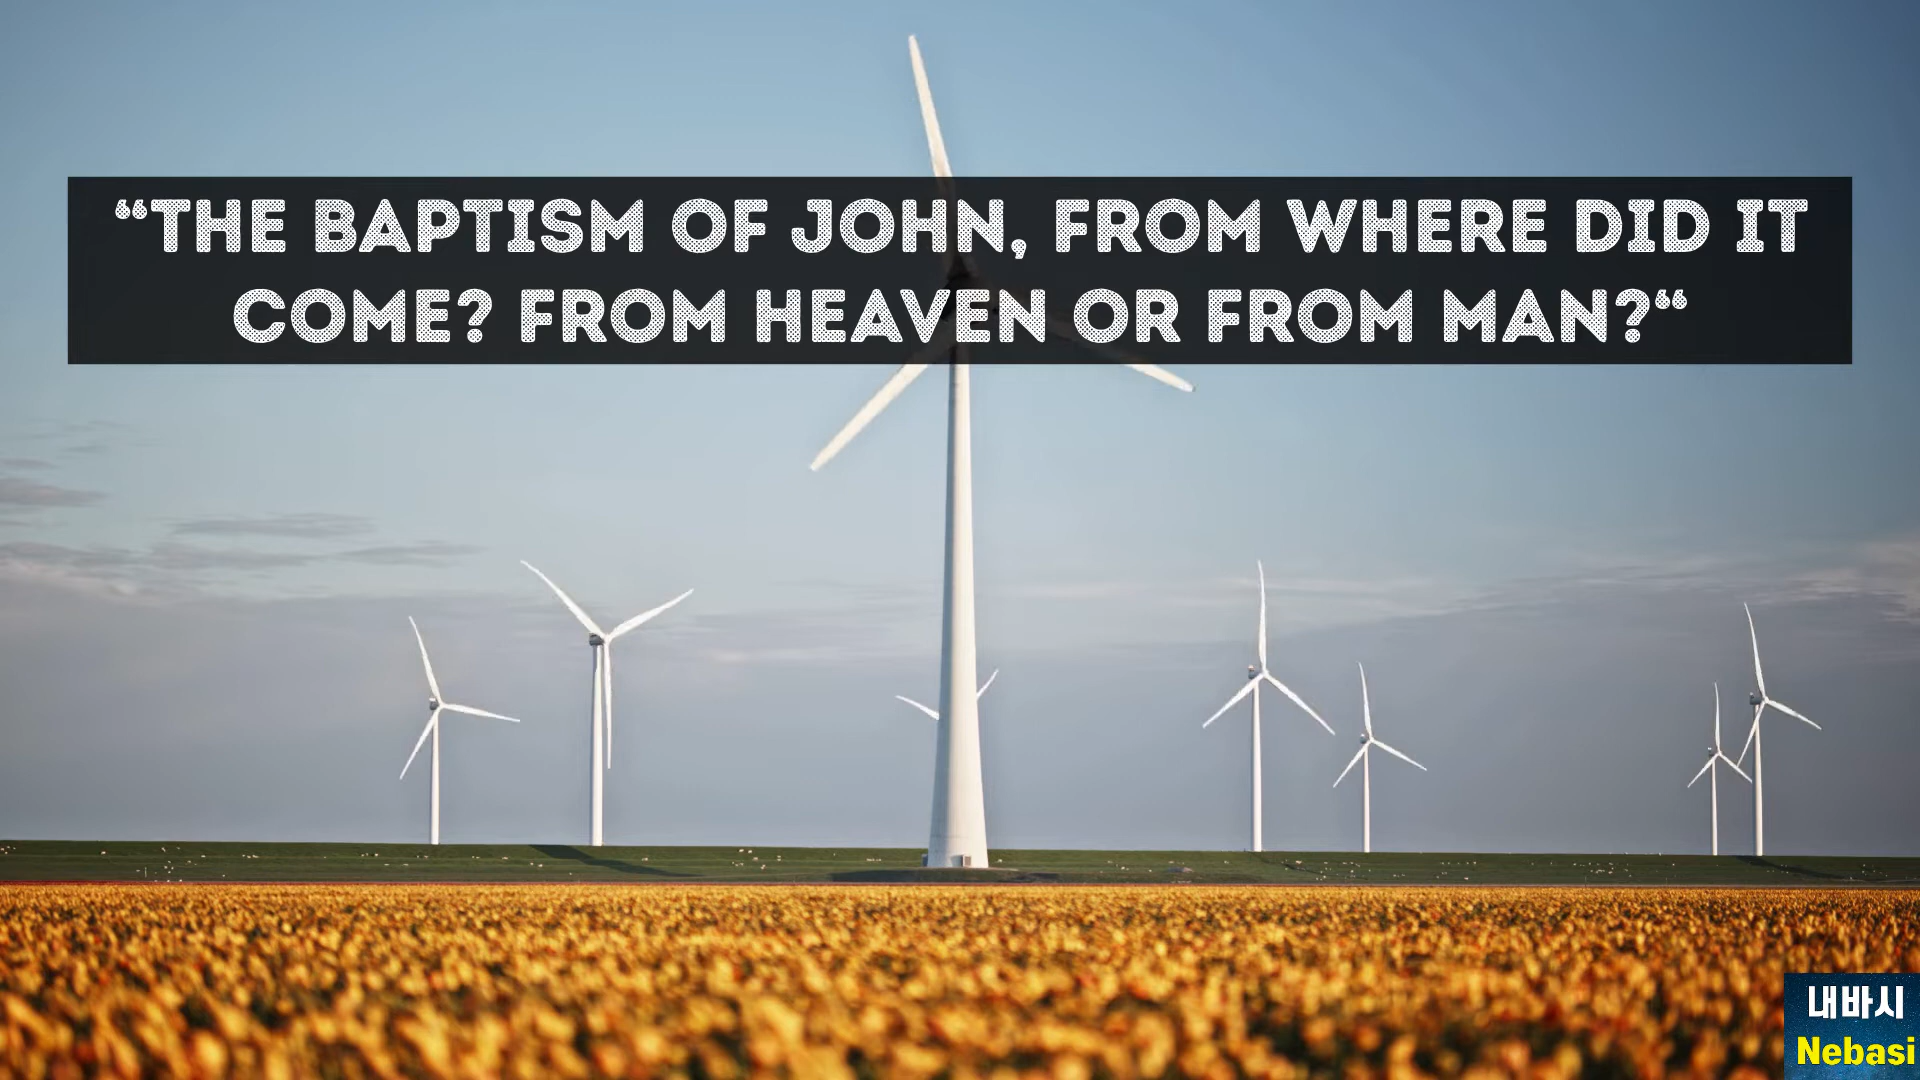 “THE BAPTISM OF JOHN, FROM WHERE DID IT
COME? FROM HEAVEN OR FROM MAN?“
내바시
Nebasi